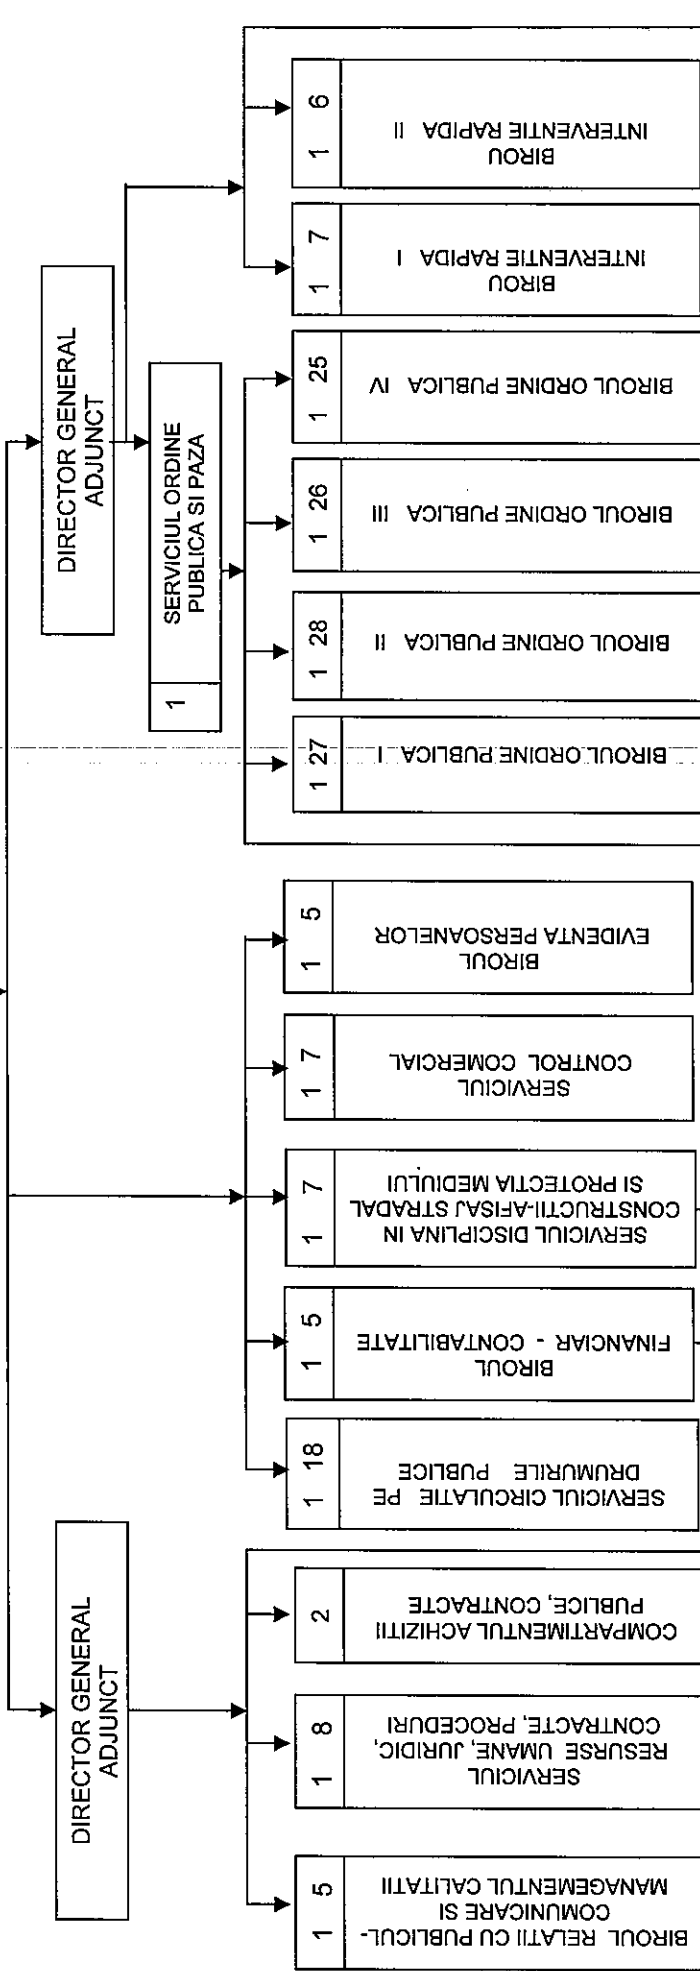 DIRECTOR GENERAL
ADJUNCT
DIRECTOR GENERAL
ADJUNCT
1
SERVICIUL ORDINE
PUBLICA SI PAZA
1 5
BIROUL RELATII CU PUBLICUL-
COMUNICARE SI
MANAGEMENTUL CALITATII
1 8
SERVICIUL
RESURSE UMANE, JURIDIC,
CONTRACTE, PROCEDURI
2
COMPARTIMENTUL ACHIZITII
PUBLICE, CONTRACTE
1 18
SERVICIUL CIRCULATIE PE
DRUMURILE PUBLICE
1 5
BIROUL
FINANCIAR - CONTABILITATE
1 7
SERVICIUL DISCIPLINA IN
CONSTRUCTII-AFISAJ STRADAL
SI PROTECTIA MEDIULUI
1 7
SERVICIUL
CONTROL COMERCIAL
1 5
BIROUL
EVIDENTA PERSOANELOR
1 27
BIROUL ORDINE PUBLICA I
1 28
BIROUL ORDINE PUBLICA II
1 26
BIROUL ORDINE PUBLICA III
1 25
BIROUL ORDINE PUBLICA IV
1 7
BIROU
INTERVENTIE RAPIDA I
1 6
BIROU
INTERVENTIE RAPIDA II